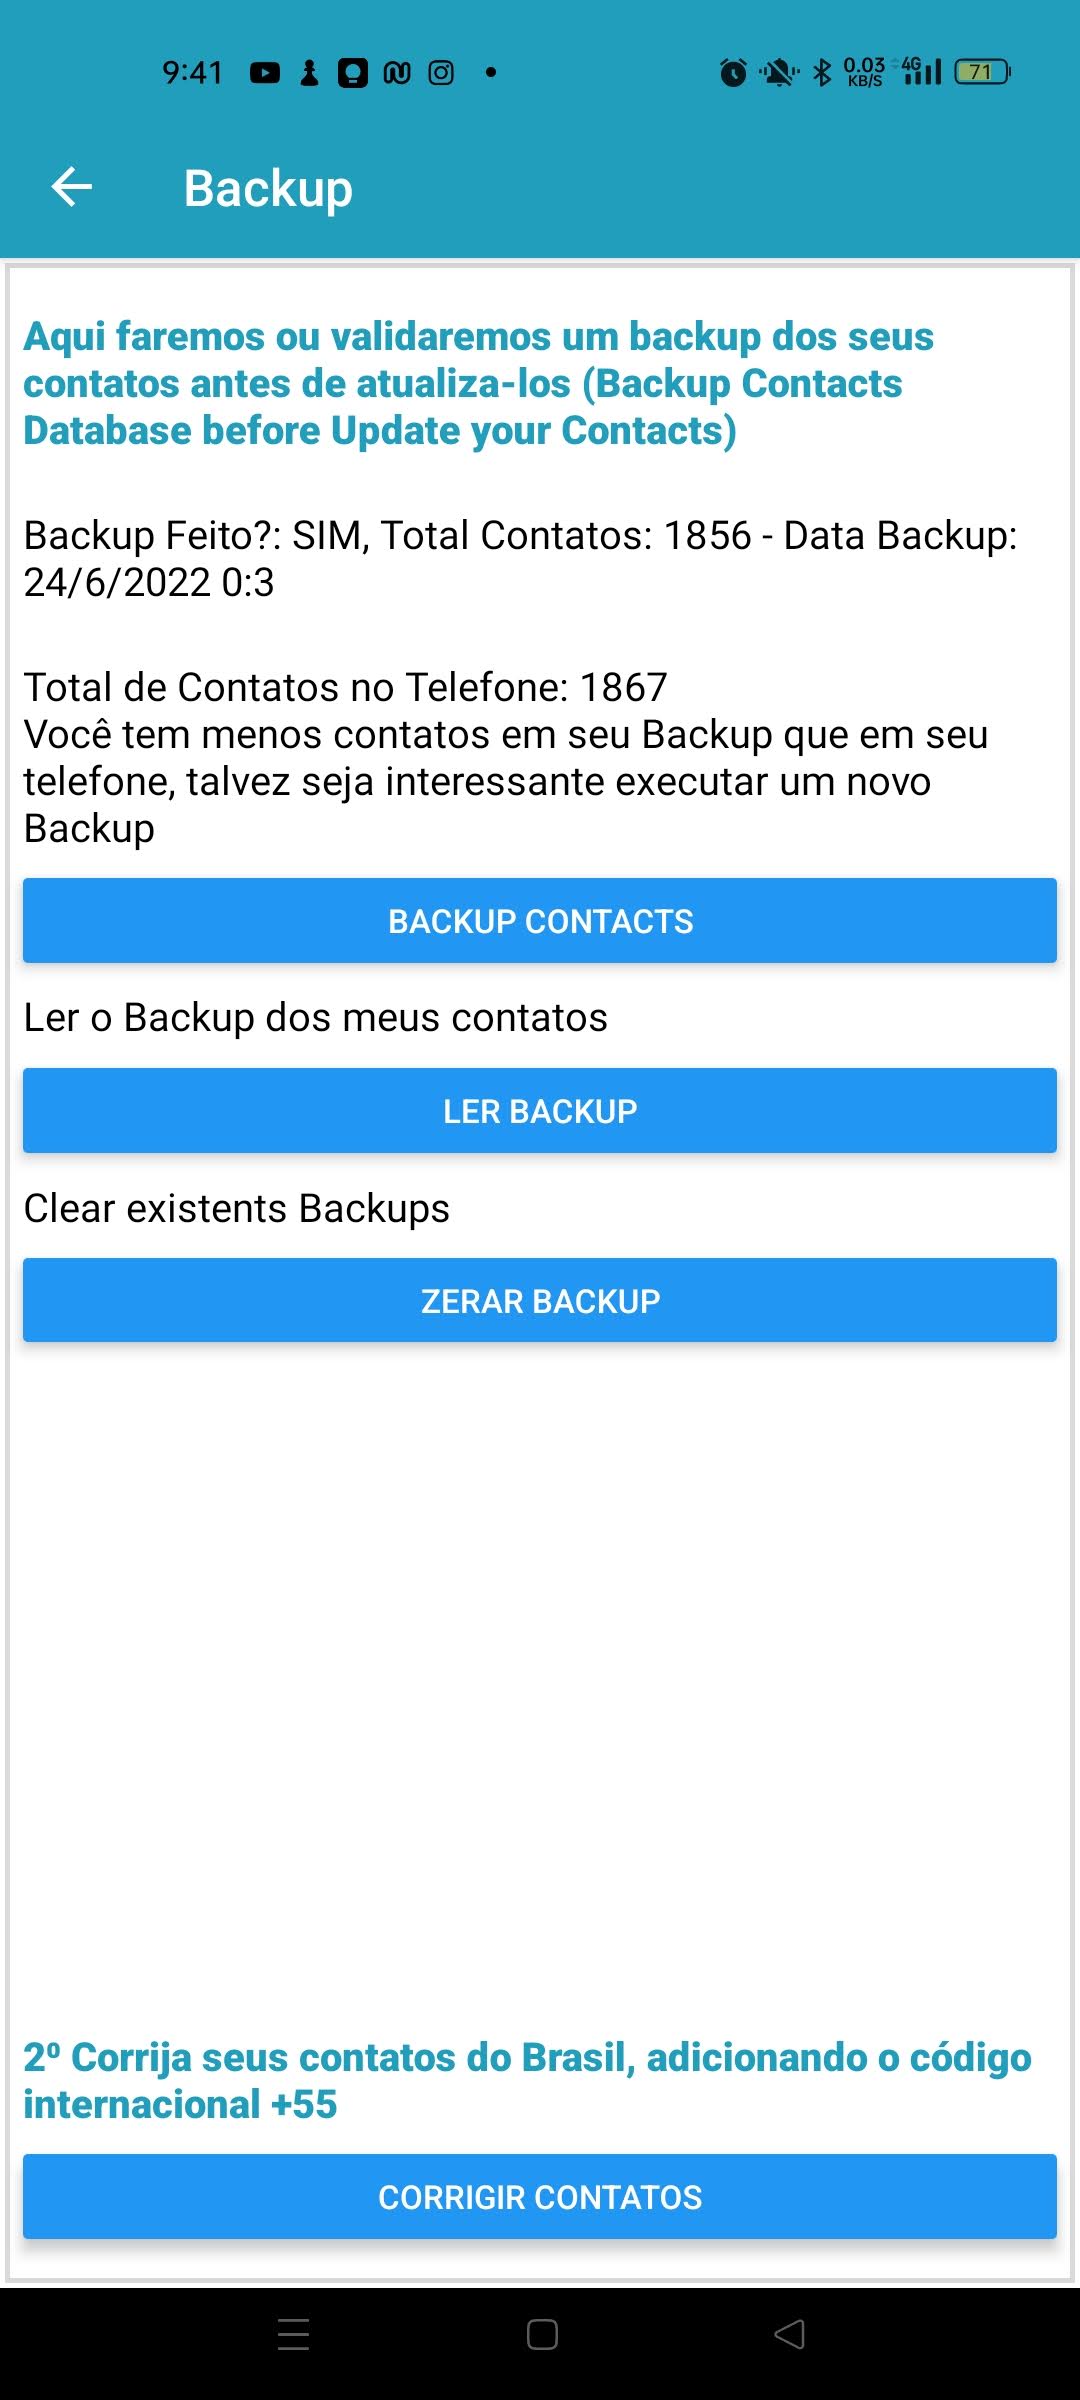 9:41
0.03
KB/S
4G
71
Backup
Aqui faremos ou validaremos um backup dos seus
contatos antes de atualiza-los (Backup Contacts
Database before Update your Contacts)
Backup Feito?: SIM, Total Contatos: 1856 - Data Backup:
24/6/2022 0:3
Total de Contatos no Telefone: 1867
Você tem menos contatos em seu Backup que em seu
telefone, talvez seja interessante executar um novo
Backup
BACKUP CONTACTS
Ler o Backup dos meus contatos
LER BACKUP
Clear existents Backups
ZERAR BACKUP
2º Corrija seus contatos do Brasil, adicionando o código
internacional +55
CORRIGIR CONTATOS